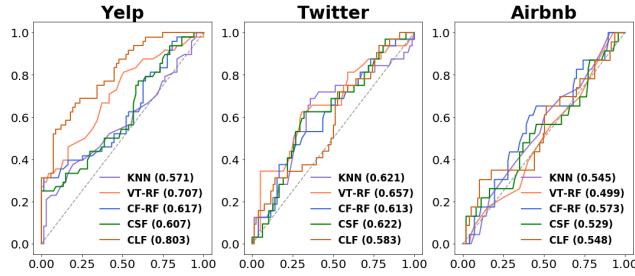 Yelp
1.0
0.8
0.6
0.4
0.2
0.0
KNN (0.571)
VT-RF (0.707)
CF-RF (0.617)
CSF (0.607)
CLF (0.803)
0.00 0.25 0.50 0.75 1.00
Twitter
1.0
0.8
0.6
0.4
0.2
0.0
KNN (0.621)
VT-RF (0.657)
CF-RF (0.613)
CSF (0.622)
CLF (0.583)
0.00 0.25 0.50 0.75 1.00
Airbnb
1.0
0.8
0.6
0.4
0.2
0.0
KNN (0.545)
VT-RF (0.499)
CF-RF (0.573)
CSF (0.529)
CLF (0.548)
0.00 0.25 0.50 0.75 1.00